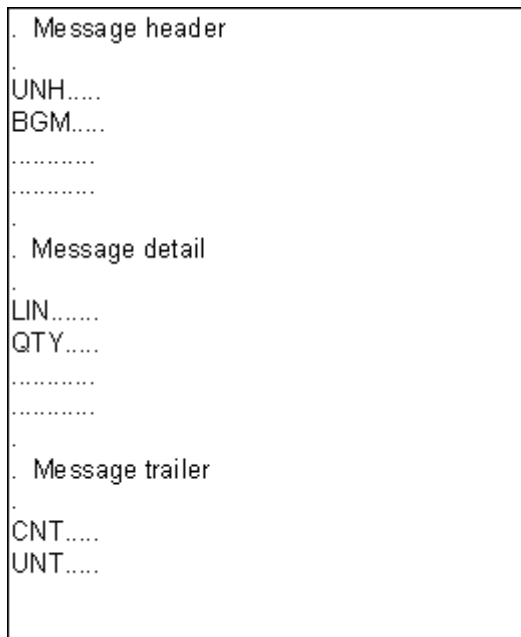 . Message header
.
UNH.....
BGM.....
...........
...........
.
. Message detail
.
LIN.......
QTY.....
...........
...........
.
. Message trailer
.
CNT.....
UNT.....